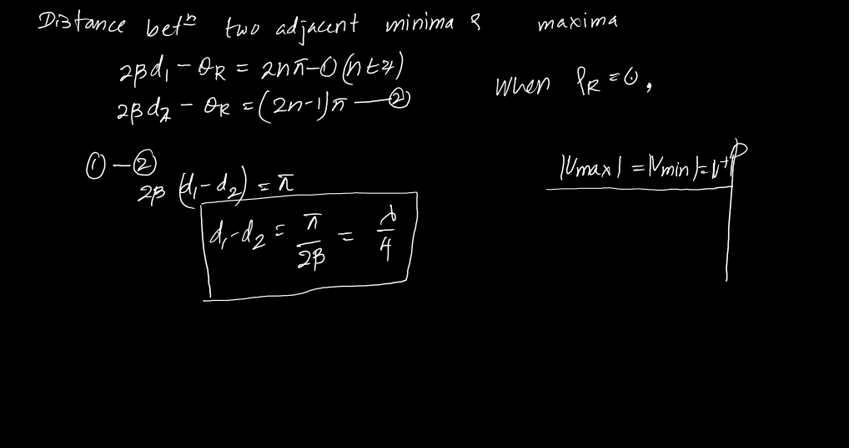 Distance betⁿ two adjacent minima & maxima
2βd₁ - θR = 2nπ - ① (n ∈ Z)
2βd₂ - θR = (2n-1)π - ②
① - ②
2β (d₁-d₂) = π
d₁-d₂ = π/2β = λ/4
When ρR = 0,
|Vmax| = |Vmin| = V⁺